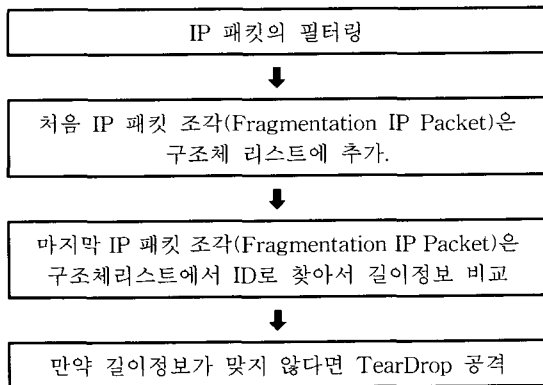 IP 패킷의 필터링
처음 IP 패킷 조각(Fragmentation IP Packet)은
구조체 리스트에 추가.
마지막 IP 패킷 조각(Fragmentation IP Packet)은
구조체리스트에서 ID로 찾아서 길이정보 비교
만약 길이정보가 맞지 않다면 TearDrop 공격